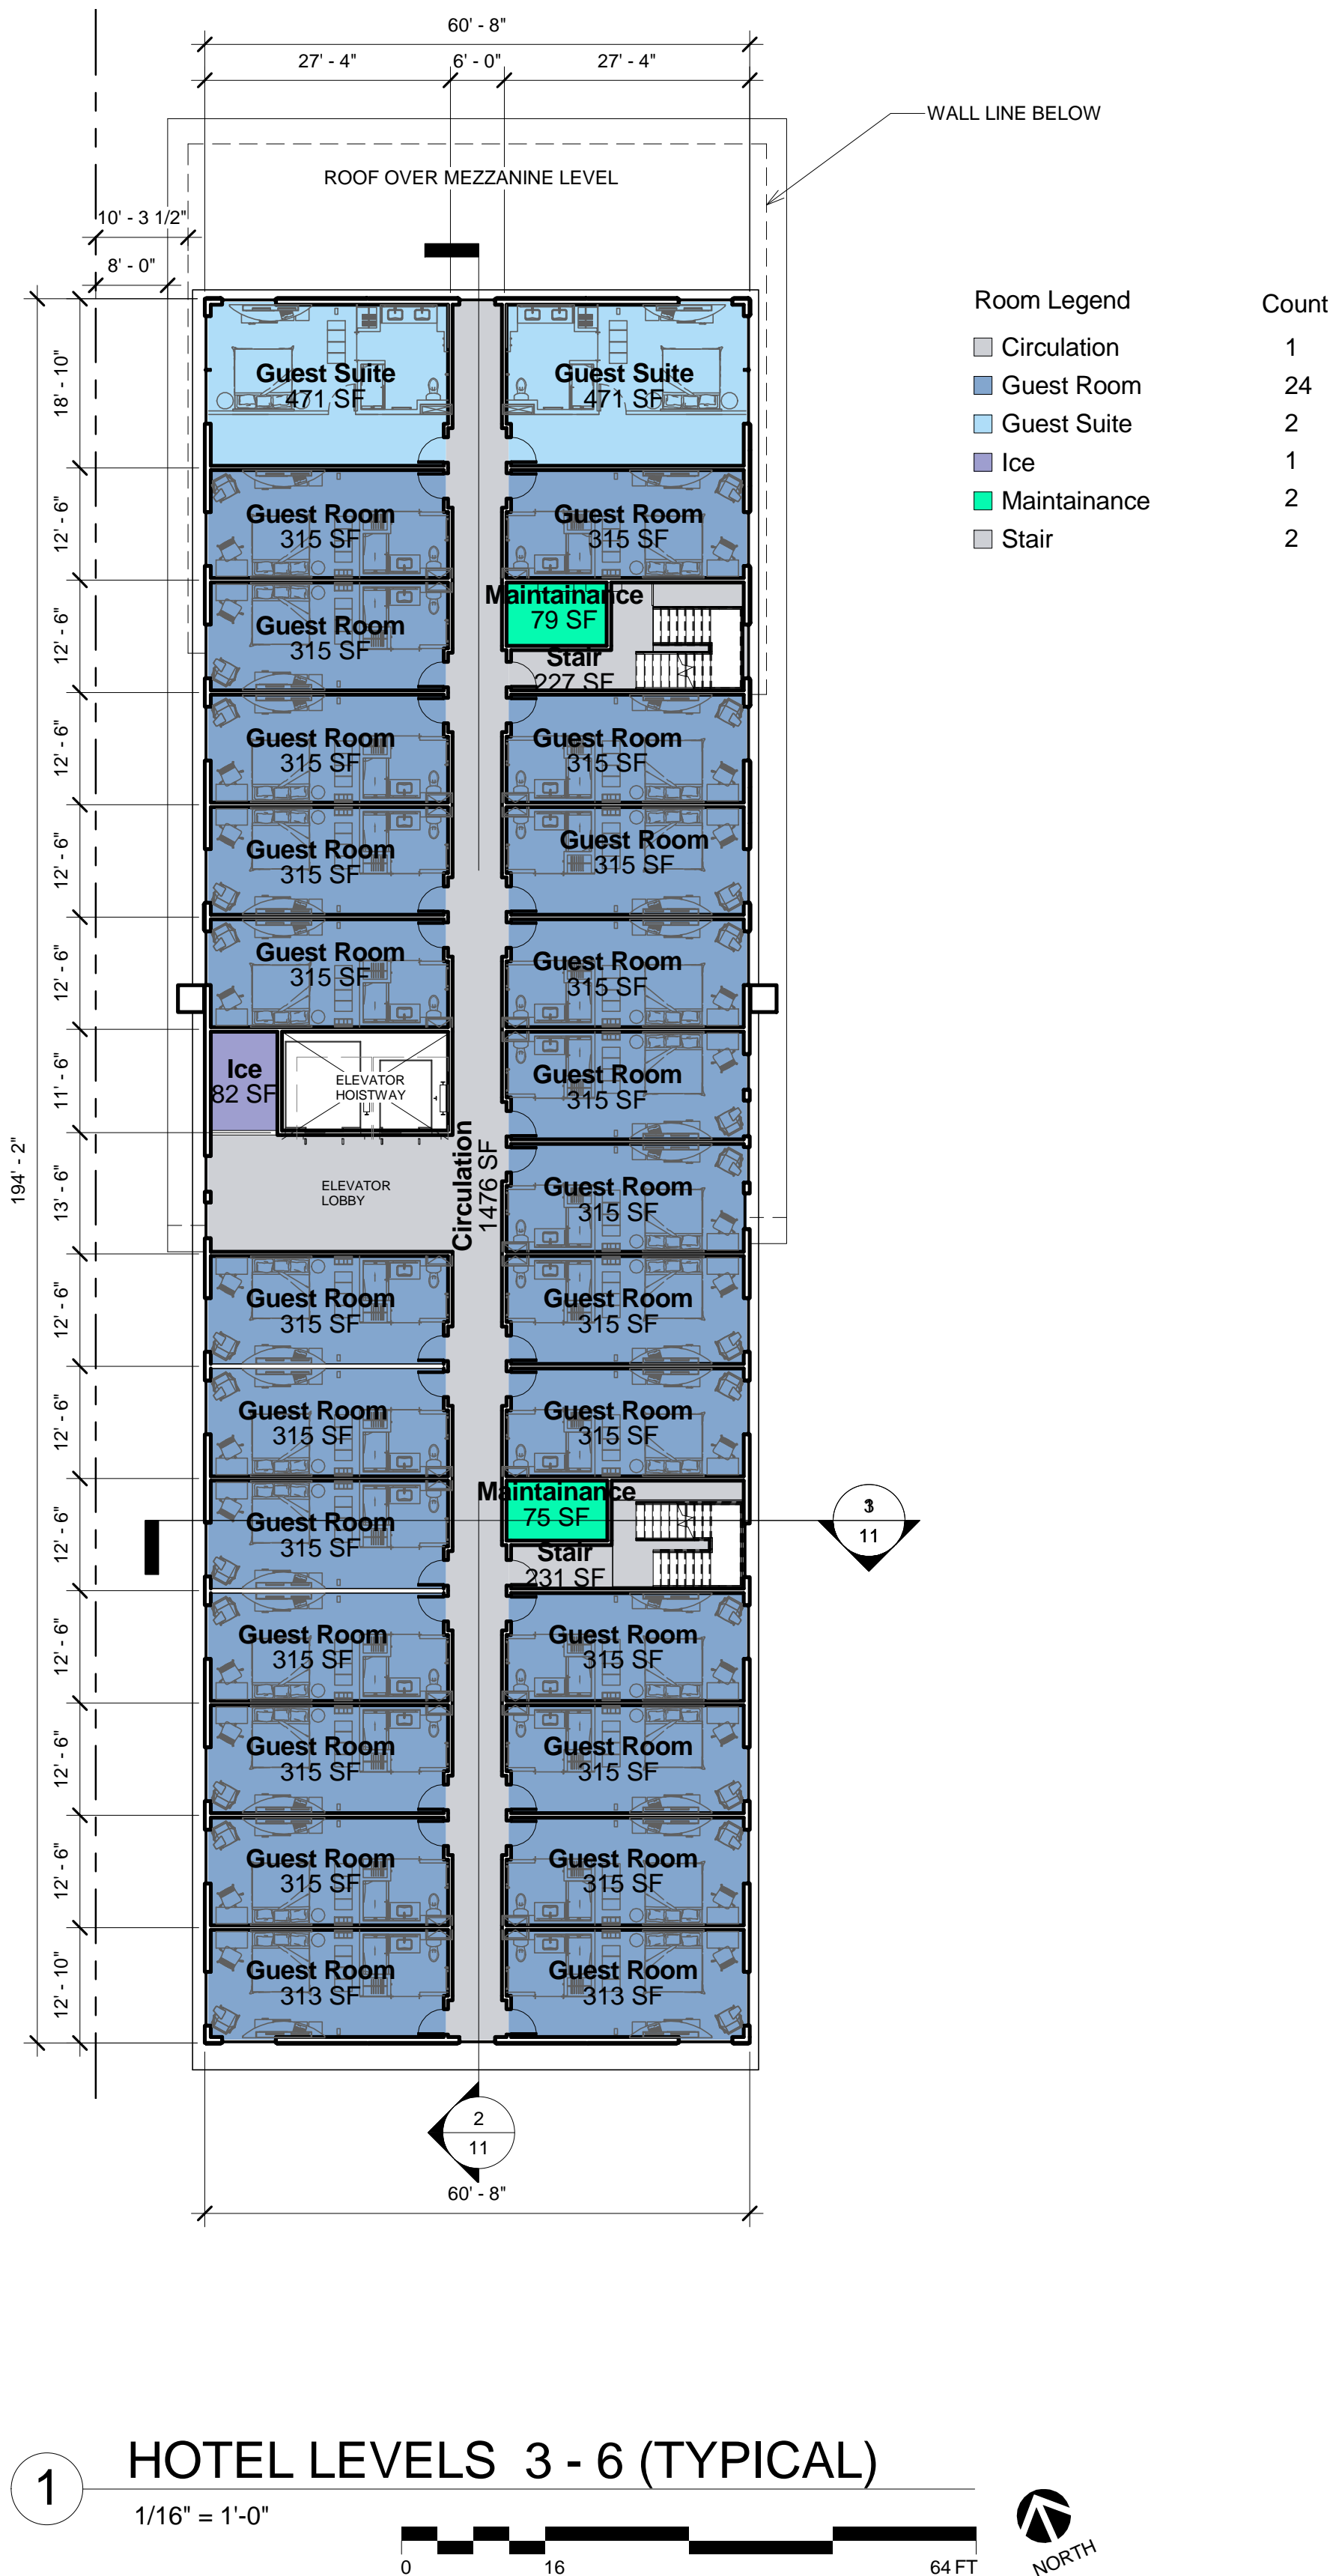 60' - 8"
27' - 4"
6' - 0"
27' - 4"
WALL LINE BELOW
ROOF OVER MEZZANINE LEVEL
10' - 3 1/2"
8' - 0"
Room Legend
Count
Circulation
1
Guest Room
24
Guest Suite
2
Ice
1
Maintainance
2
Stair
2
194' - 2"
18' - 10"
Guest Suite
471 SF
Guest Suite
471 SF
12' - 6"
Guest Room
315 SF
Guest Room
315 SF
12' - 6"
Guest Room
315 SF
Maintainance
79 SF
Stair
227 SF
12' - 6"
Guest Room
315 SF
Guest Room
315 SF
12' - 6"
Guest Room
315 SF
Guest Room
315 SF
12' - 6"
Guest Room
315 SF
Guest Room
315 SF
11' - 6"
Ice
82 SF
ELEVATOR
HOISTWAY
Guest Room
315 SF
Circulation
1476 SF
13' - 6"
ELEVATOR
LOBBY
Guest Room
315 SF
12' - 6"
Guest Room
315 SF
Guest Room
315 SF
12' - 6"
Guest Room
315 SF
Guest Room
315 SF
12' - 6"
Guest Room
315 SF
Maintainance
75 SF
Stair
231 SF
11
12' - 6"
Guest Room
315 SF
Guest Room
315 SF
12' - 6"
Guest Room
315 SF
Guest Room
315 SF
12' - 6"
Guest Room
315 SF
Guest Room
315 SF
12' - 10"
Guest Room
313 SF
Guest Room
313 SF
2
11
60' - 8"
1
HOTEL LEVELS 3 - 6 (TYPICAL)
1/16" = 1'-0"
0
16
64 FT
NORTH